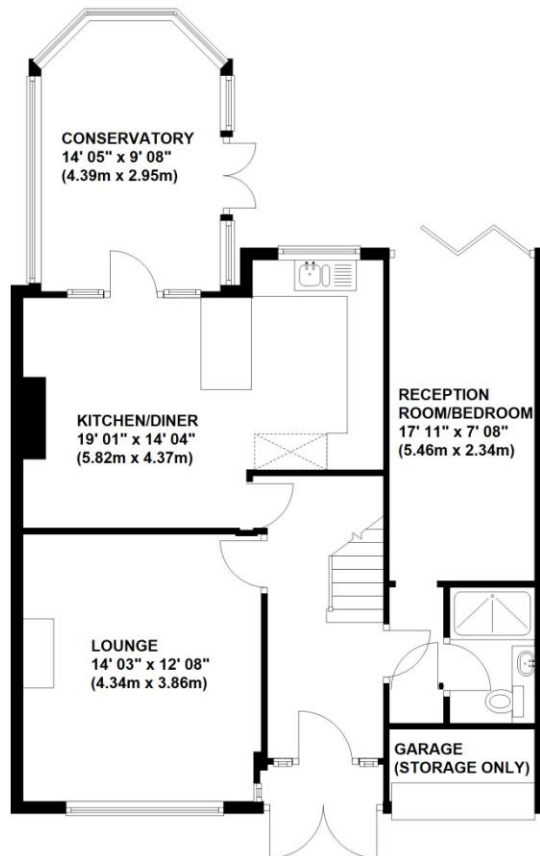 CONSERVATORY
14' 05" x 9' 08"
(4.39m x 2.95m)
KITCHEN/DINER
19' 01" x 14' 04"
(5.82m x 4.37m)
RECEPTION
ROOM/BEDROOM
17' 11" x 7' 08"
(5.46m x 2.34m)
LOUNGE
14' 03" x 12' 08"
(4.34m x 3.86m)
GARAGE
(STORAGE ONLY)